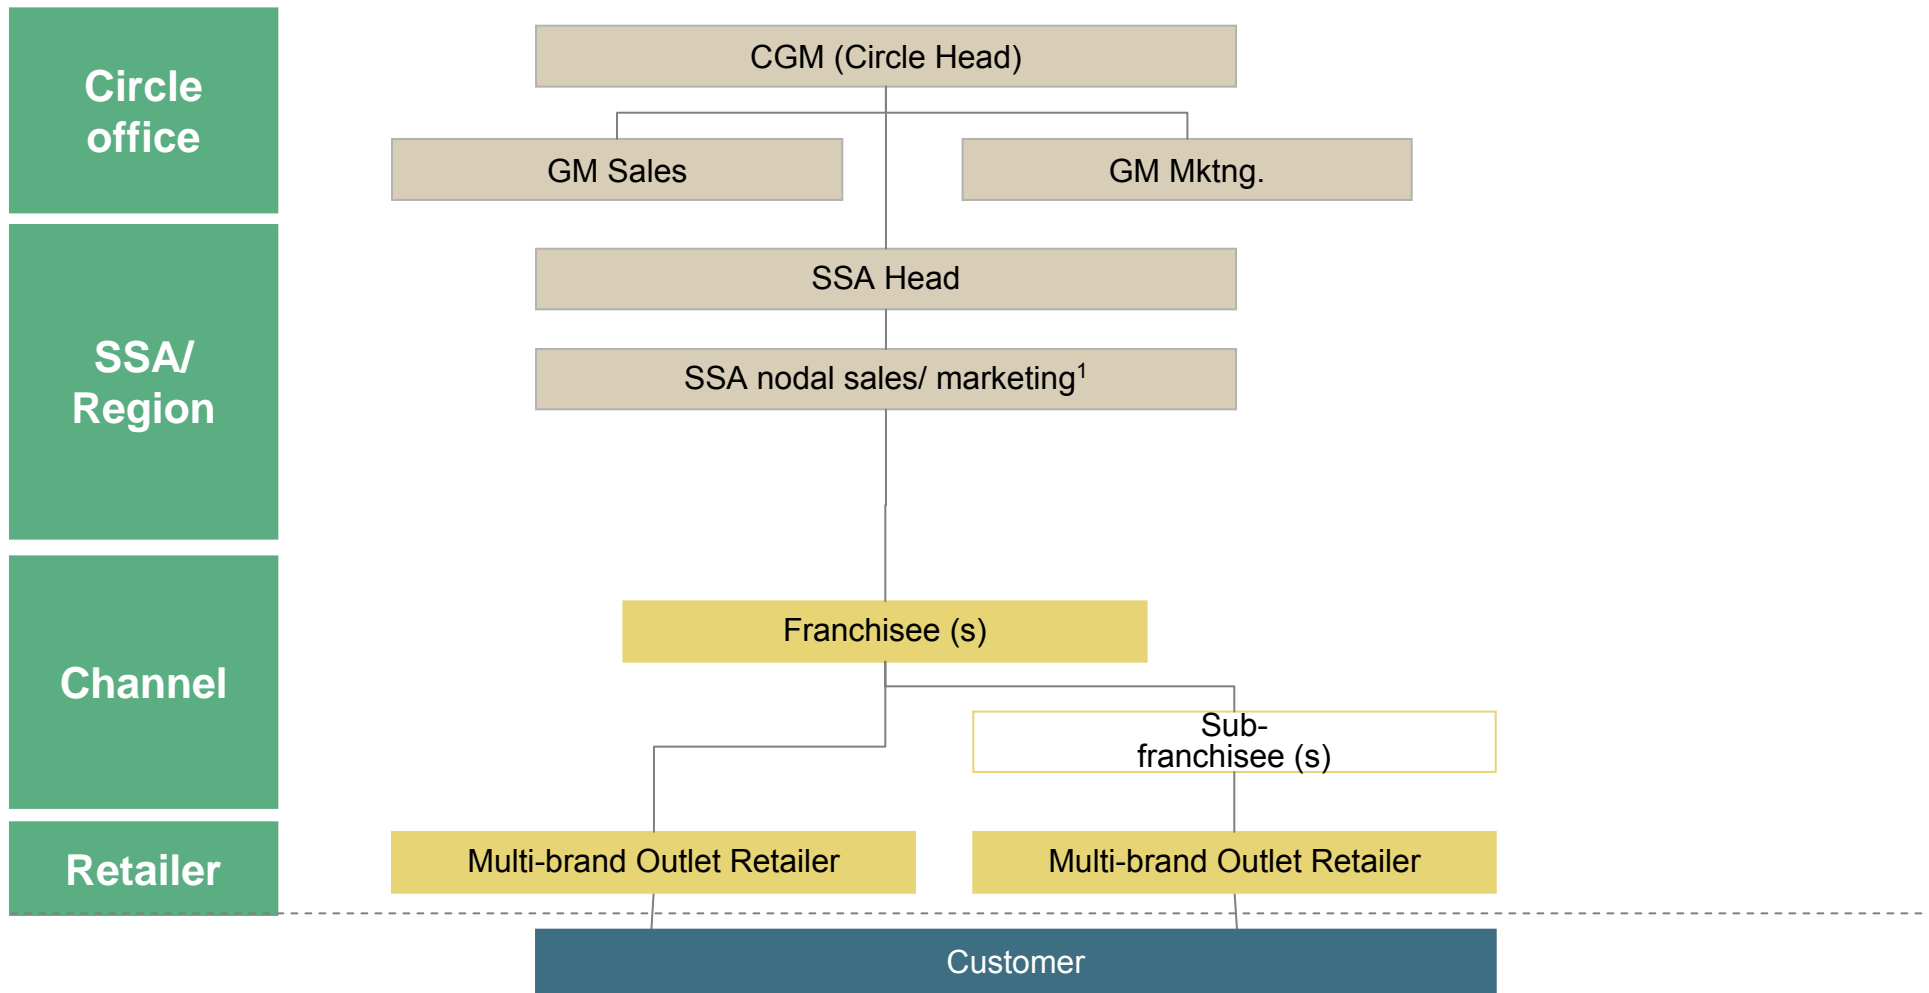 Circle
office
CGM (Circle Head)
GM Sales
GM Mktng.
SSA/
Region
SSA Head
SSA nodal sales/ marketing¹
Channel
Franchisee (s)
Sub-
franchisee (s)
Retailer
Multi-brand Outlet Retailer
Multi-brand Outlet Retailer
Customer